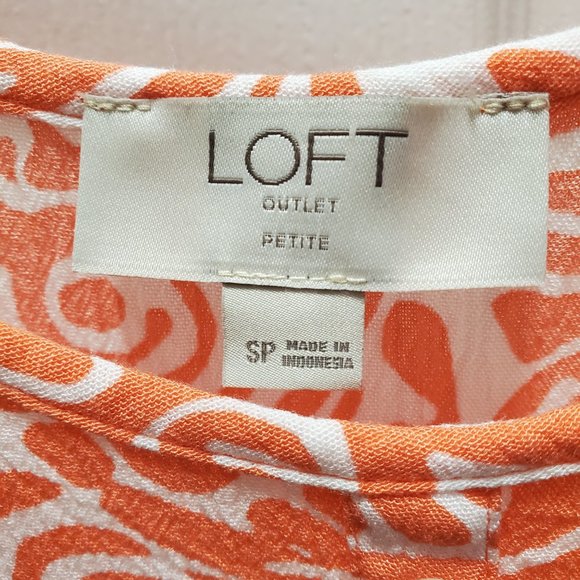 LOFT
OUTLET
PETITE
SP MADE IN
INDONESIA